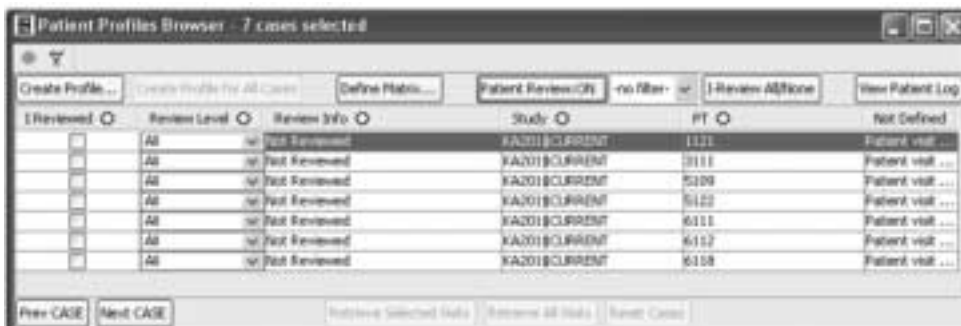 Patient Profiles Browser - 7 cases selected
Create Profile... Create Profile for All Cases Define Matrix... Patient Review:ON -no filter- I-Review All/None View Patient Log
I Reviewed Review Level Review Info Study PT Not Defined
All Not Reviewed KA201|CURRENT 1121 Patient visit ...
All Not Reviewed KA201|CURRENT 3111 Patient visit ...
All Not Reviewed KA201|CURRENT 5109 Patient visit ...
All Not Reviewed KA201|CURRENT 5122 Patient visit ...
All Not Reviewed KA201|CURRENT 6111 Patient visit ...
All Not Reviewed KA201|CURRENT 6112 Patient visit ...
All Not Reviewed KA201|CURRENT 6118 Patient visit ...
Prev CASE Next CASE Retrieve Selected Hists Retrieve All Hists Reset Cases